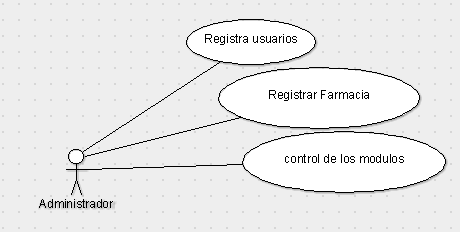 Registra usuarios
Registrar Farmacia
control de los modulos
Administrador